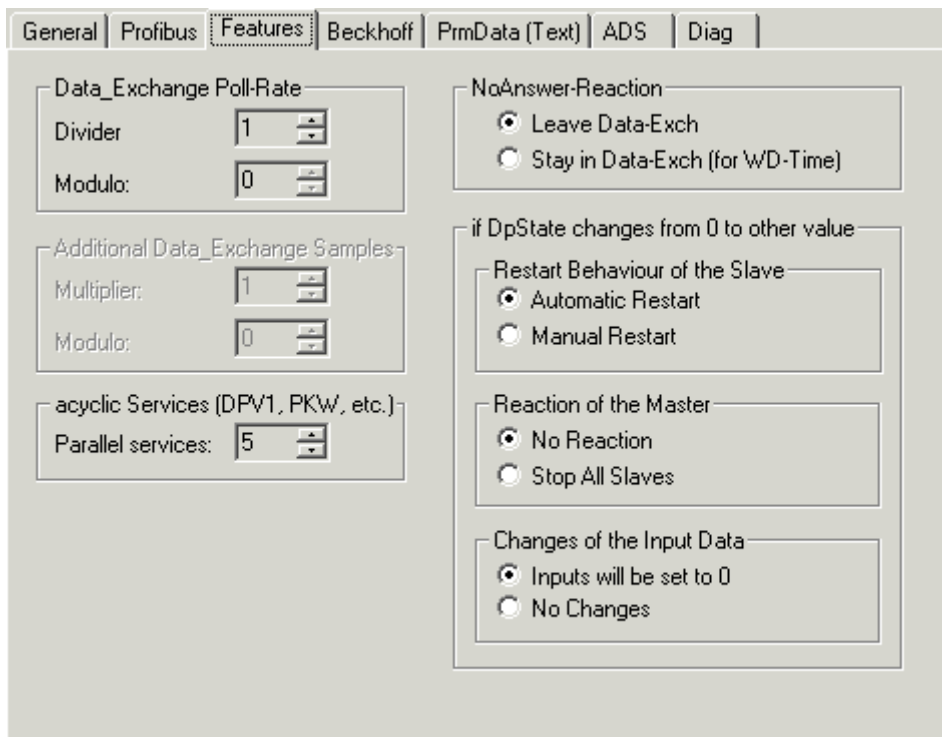 General Profibus Features Beckhoff PrmData (Text) ADS Diag
Data_Exchange Poll-Rate
Divider 1
Modulo: 0
Additional Data_Exchange Samples
Multiplier: 1
Modulo: 0
acyclic Services (DPV1, PKW, etc.)
Parallel services: 5
NoAnswer-Reaction
Leave Data-Exch
Stay in Data-Exch (for WD-Time)
if DpState changes from 0 to other value
Restart Behaviour of the Slave
Automatic Restart
Manual Restart
Reaction of the Master
No Reaction
Stop All Slaves
Changes of the Input Data
Inputs will be set to 0
No Changes